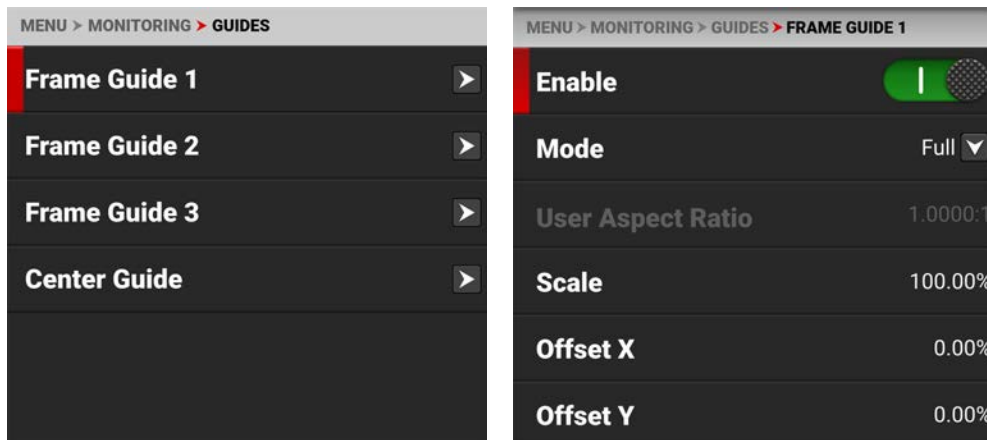 MENU > MONITORING > GUIDES
Frame Guide 1
Frame Guide 2
Frame Guide 3
Center Guide
MENU > MONITORING > GUIDES > FRAME GUIDE 1
Enable
Mode Full
User Aspect Ratio 1.0000:1
Scale 100.00%
Offset X 0.00%
Offset Y 0.00%